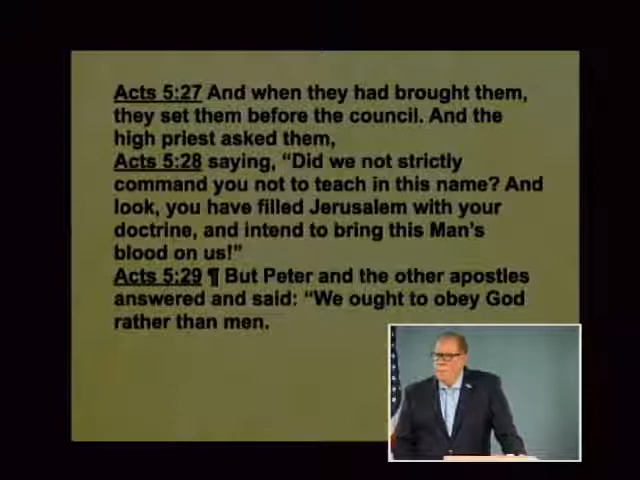 Acts 5:27 And when they had brought them,
they set them before the council. And the
high priest asked them,
Acts 5:28 saying, “Did we not strictly
command you not to teach in this name? And
look, you have filled Jerusalem with your
doctrine, and intend to bring this Man’s
blood on us!”
Acts 5:29 ¶ But Peter and the other apostles
answered and said: “We ought to obey God
rather than men.